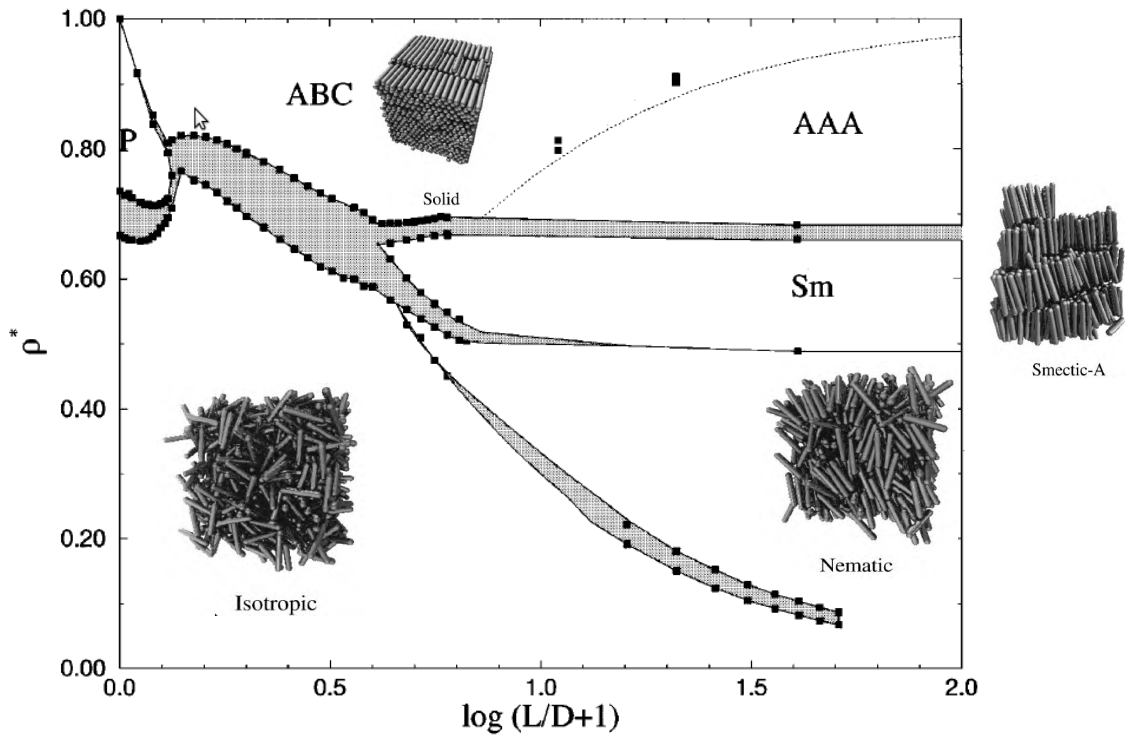 1.00
0.80
0.60
0.40
0.20
0.00
ρ*
0.0
0.5
1.0
1.5
2.0
log (L/D+1)
P
ABC
AAA
Solid
Sm
Smectic-A
Isotropic
Nematic